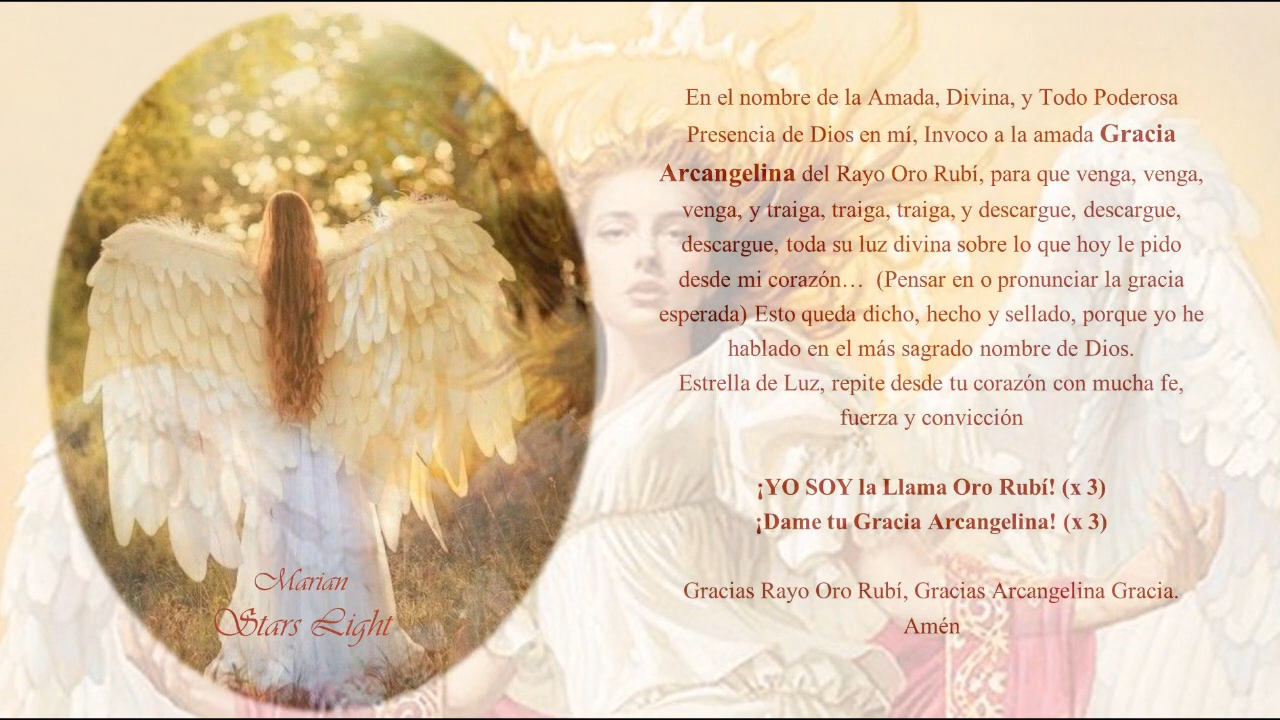 En el nombre de la Amada, Divina, y Todo Poderosa
Presencia de Dios en mí, Invoco a la amada Gracia
Arcangelina del Rayo Oro Rubí, para que venga, venga,
venga, y traiga, traiga, traiga, y descargue, descargue,
descargue, toda su luz divina sobre lo que hoy le pido
desde mi corazón… (Pensar en o pronunciar la gracia
esperada) Esto queda dicho, hecho y sellado, porque yo he
hablado en el más sagrado nombre de Dios.
Estrella de Luz, repite desde tu corazón con mucha fe,
fuerza y convicción
¡YO SOY la Llama Oro Rubí! (x 3)
¡Dame tu Gracia Arcangelina! (x 3)
Gracias Rayo Oro Rubí, Gracias Arcangelina Gracia.
Amén
Marian
Stars Light